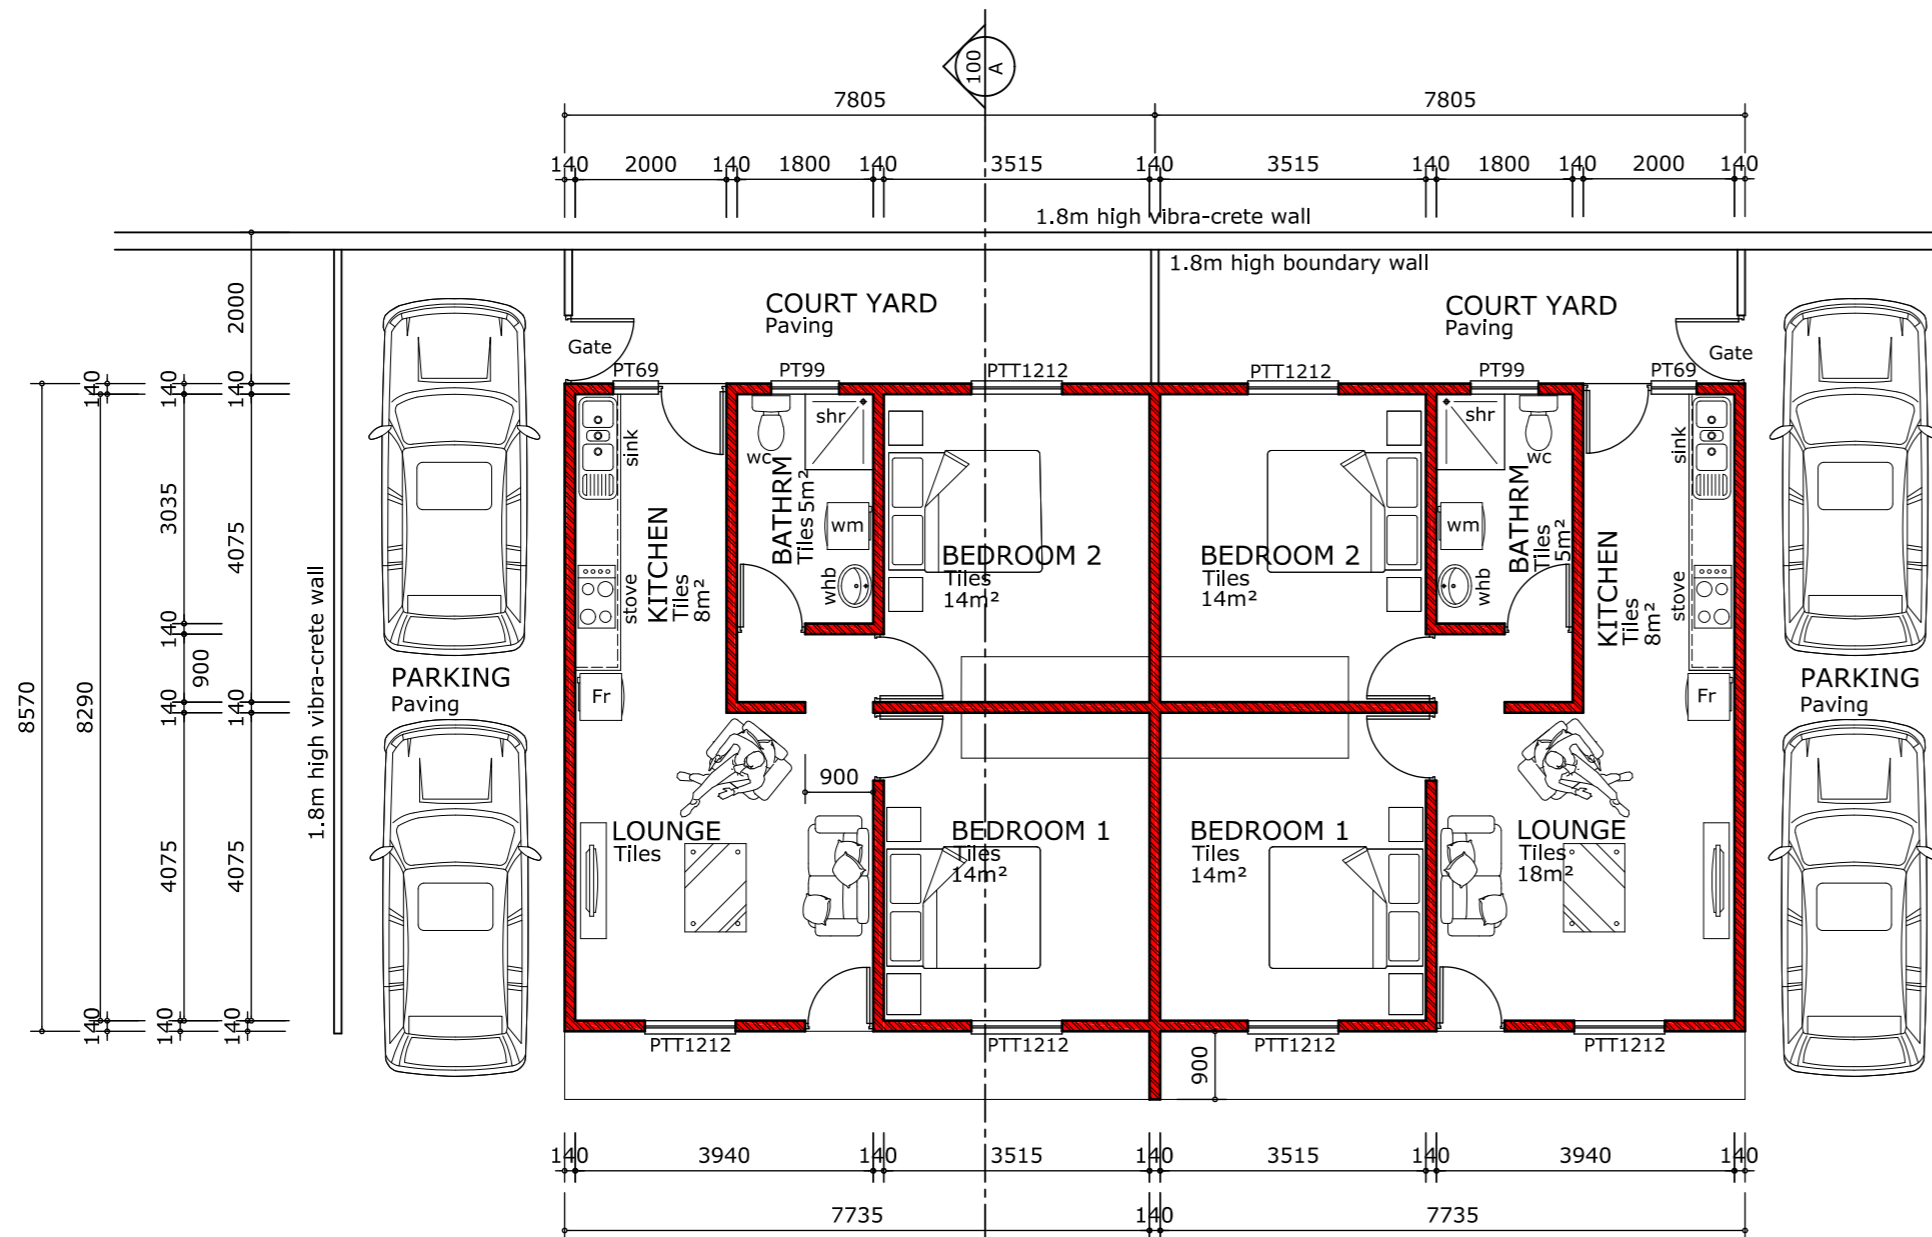 100
A
7805 7805
140 2000 140 1800 140 3515 140 3515 140 1800 140 2000 140
1.8m high vibra-crete wall
1.8m high boundary wall
COURT YARD
Paving
COURT YARD
Paving
Gate
Gate
PT69 PT99 PTT1212 PTT1212 PT99 PT69
2000
140
4075
140
4075
140
140
3035
140
900
140
4075
140
140
8290
140
8570
1.8m high vibra-crete wall
PARKING
Paving
sink
stove
KITCHEN
Tiles
8m²
Fr
wc
shr
BATHRM
Tiles 5m²
wm
whb
BEDROOM 2
Tiles
14m²
BEDROOM 2
Tiles
14m²
shr
wc
wm
whb
BATHRM
Tiles
5m²
KITCHEN
Tiles
8m²
sink
stove
Fr
PARKING
Paving
900
LOUNGE
Tiles
BEDROOM 1
Tiles
14m²
BEDROOM 1
Tiles
14m²
LOUNGE
Tiles
18m²
PTT1212 PTT1212 PTT1212 PTT1212
900
140 3940 140 3515 140 3515 140 3940 140
7735 140 7735